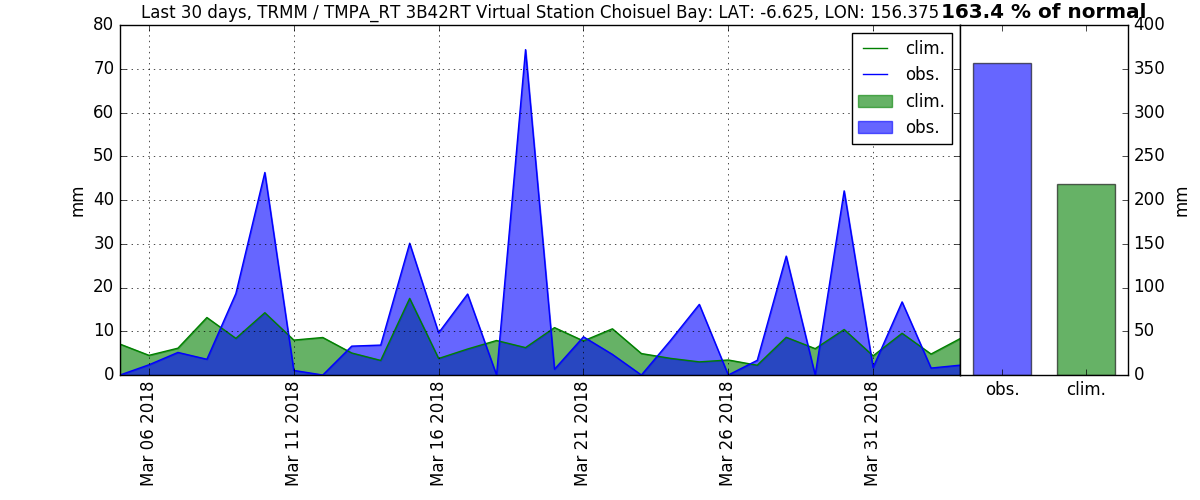 Last 30 days, TRMM / TMPA_RT 3B42RT Virtual Station Choisuel Bay: LAT: -6.625, LON: 156.375 163.4 % of normal
80
70
60
50
40
30
20
10
0
mm
clim.
obs.
clim.
obs.
Mar 06 2018
Mar 11 2018
Mar 16 2018
Mar 21 2018
Mar 26 2018
Mar 31 2018
400
350
300
250
200
150
100
50
0
mm
obs. clim.